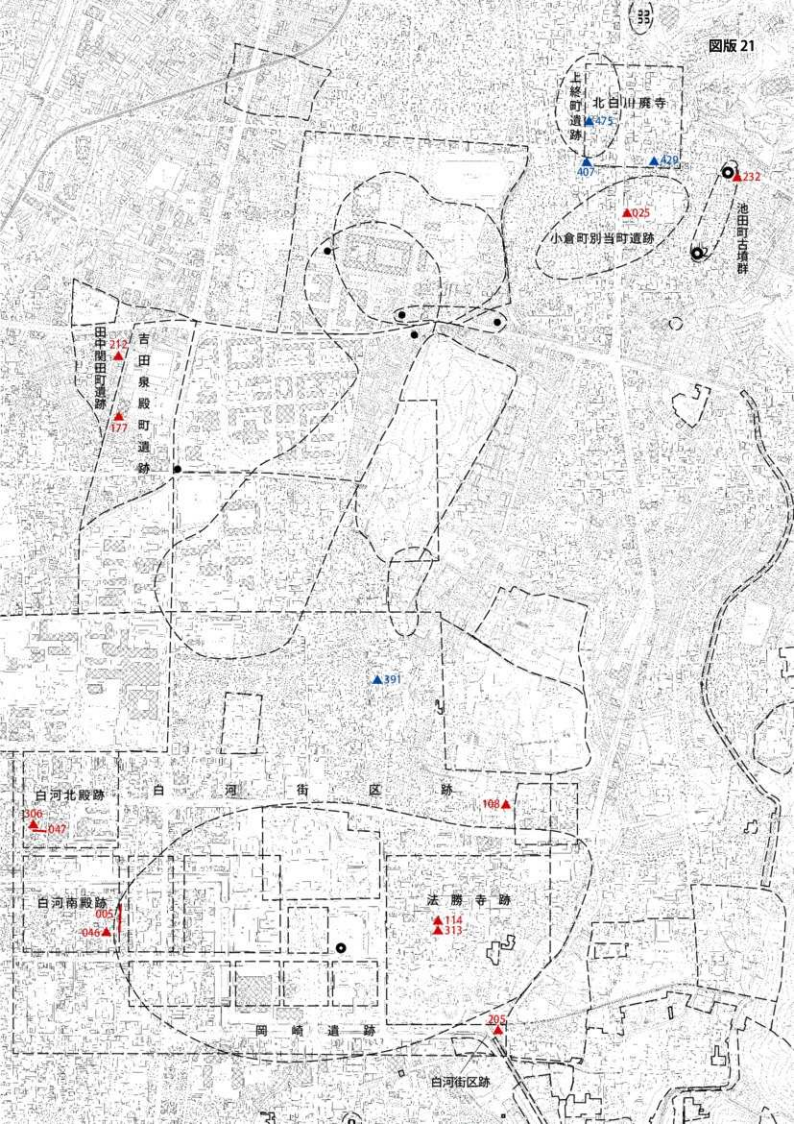 図版 21
上終町遺跡
北白川廃寺
475
407
429
232
025
小倉町別当町遺跡
池田町古墳群
2
212
田中関田町遺跡
吉田泉殿町遺跡
177
391
白河街区跡
白河北殿跡
306
047
108
白河南殿跡
005
046
法勝寺跡
114
313
岡崎遺跡
205
白河街区跡